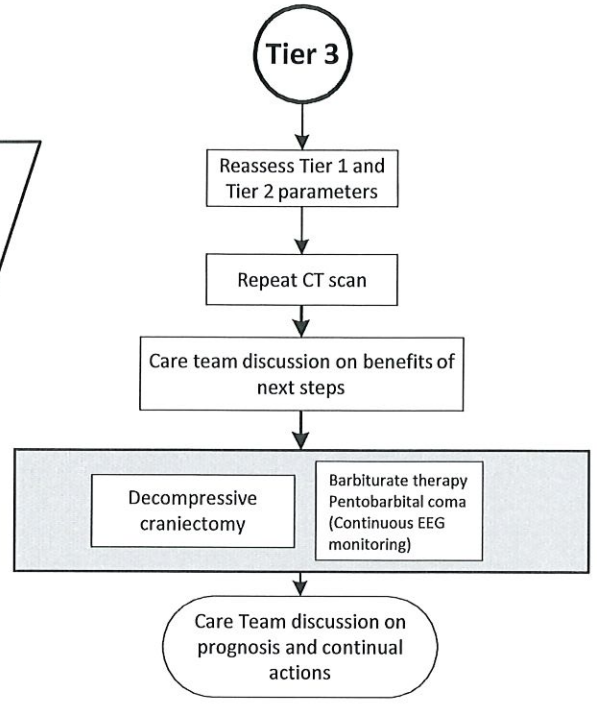 Tier 3
Reassess Tier 1 and
Tier 2 parameters
Repeat CT scan
Care team discussion on benefits of
next steps
Decompressive
craniectomy
Barbiturate therapy
Pentobarbital coma
(Continuous EEG
monitoring)
Care Team discussion on
prognosis and continual
actions